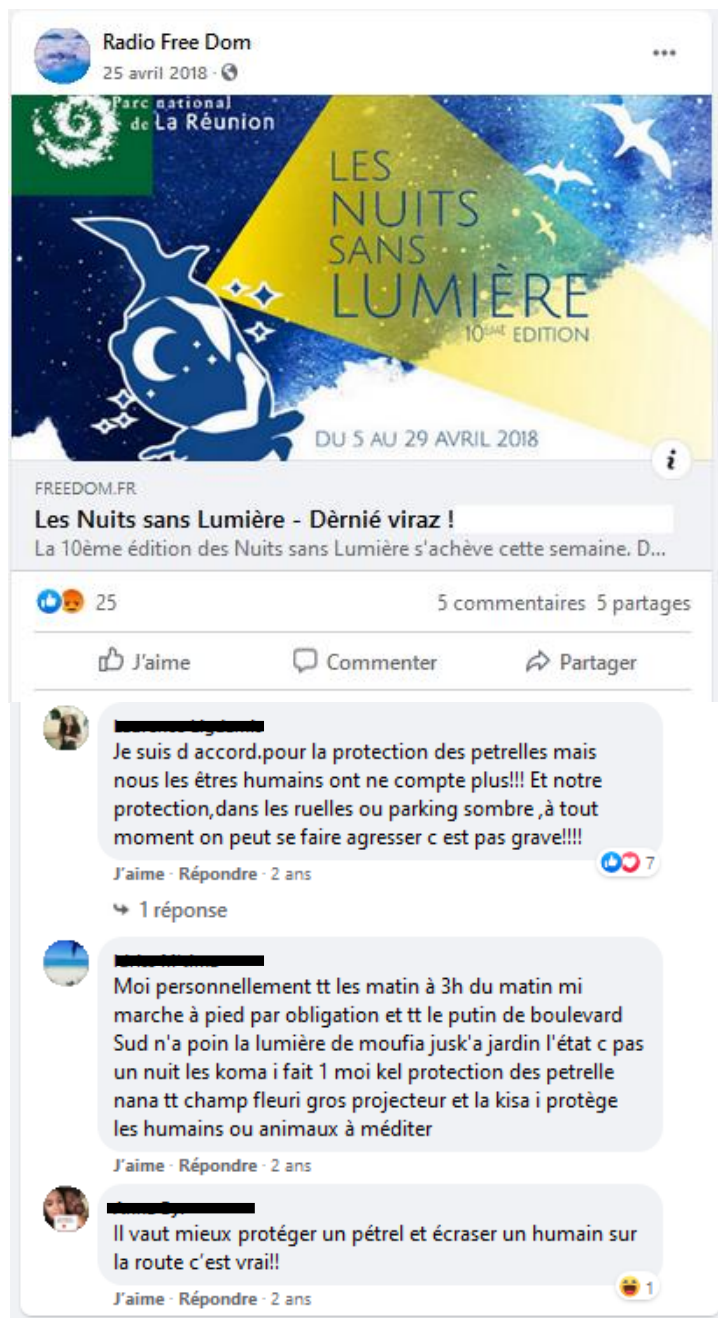 Radio Free Dom
25 avril 2018 ·
Parc national
de La Réunion
LES
NUITS
SANS
LUMIÈRE
10ÈME EDITION
DU 5 AU 29 AVRIL 2018
FREEDOM.FR
Les Nuits sans Lumière - Dèrnié viraz !
La 10ème édition des Nuits sans Lumière s'achève cette semaine. D...
25
5 commentaires 5 partages
J'aime
Commenter
Partager
Je suis d accord.pour la protection des petrelles mais
nous les êtres humains ont ne compte plus!!! Et notre
protection,dans les ruelles ou parking sombre ,à tout
moment on peut se faire agresser c est pas grave!!!!
7
J'aime · Répondre · 2 ans
1 réponse
Moi personnellement tt les matin à 3h du matin mi
marche à pied par obligation et tt le putin de boulevard
Sud n'a poin la lumière de moufia jusk'a jardin l'état c pas
un nuit les koma i fait 1 moi kel protection des petrelle
nana tt champ fleuri gros projecteur et la kisa i protège
les humains ou animaux à méditer
J'aime · Répondre · 2 ans
Il vaut mieux protéger un pétrel et écraser un humain sur
la route c'est vrai!!
1
J'aime · Répondre · 2 ans